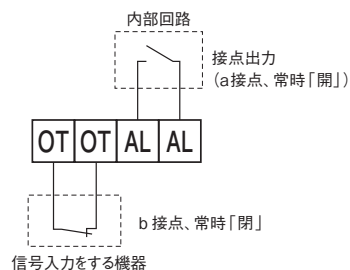 内部回路
接点出力
(a接点、常時「開」)
OT OT AL AL
b 接点、常時「閉」
信号入力をする機器